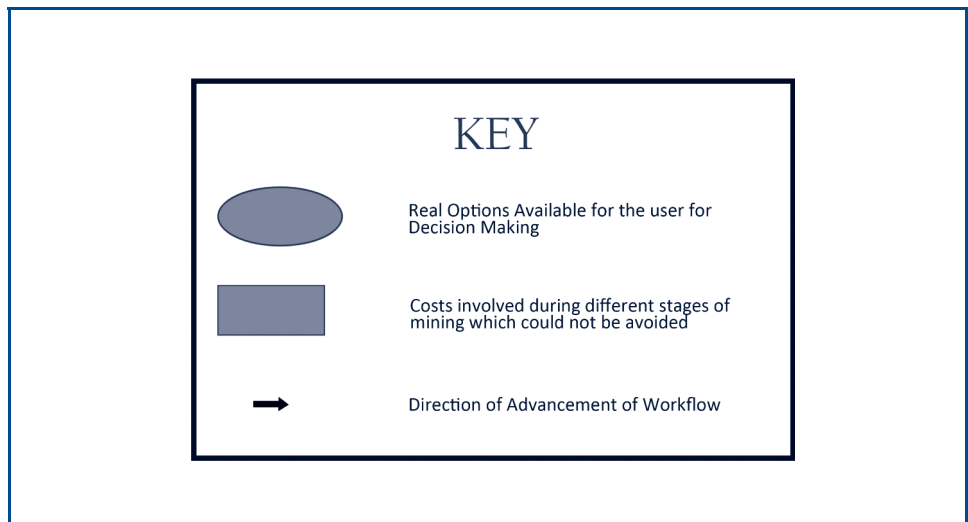 KEY
Real Options Available for the user for
Decision Making
Costs involved during different stages of
mining which could not be avoided
Direction of Advancement of Workflow